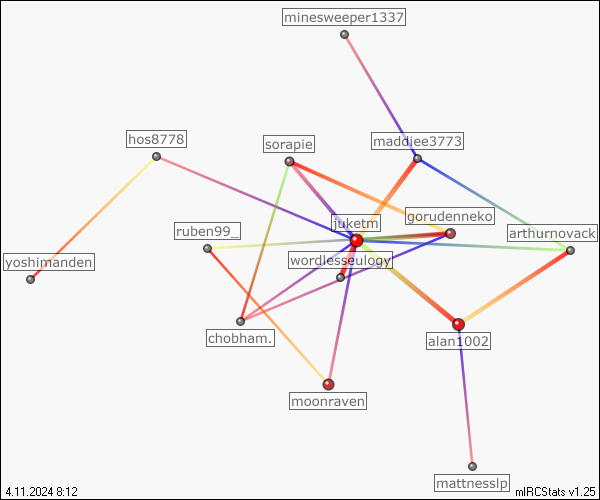 minesweeper1337
hos8778
sorapie
maddiee3773
juketm
gorudenneko
ruben99_
arthurnovack
yoshimanden
wordlesseulogy
chobham.
alan1002
moonraven
mattnesslp
4.11.2024 8:12
mIRCStats v1.25